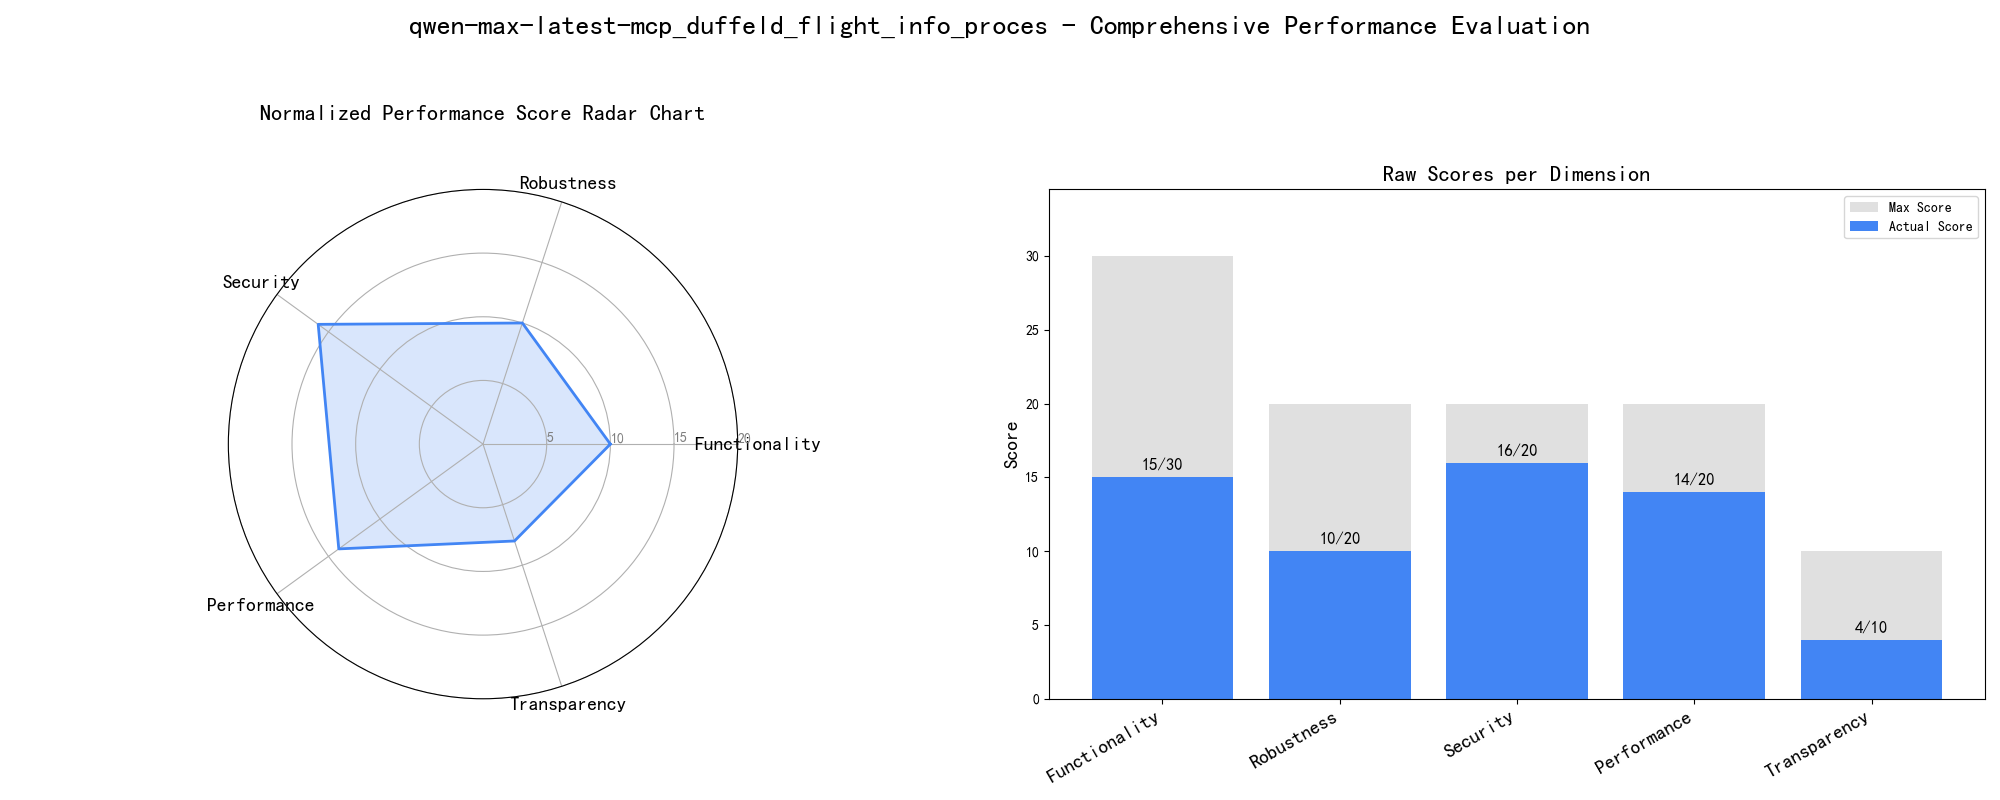 qwen-max-latest-mcp_duffeld_flight_info_proces - Comprehensive Performance Evaluation
Normalized Performance Score Radar Chart
Robustness
Security
Functionality
5
10
15
20
Performance
Transparency
Raw Scores per Dimension
Max Score
Actual Score
Score
30
25
20
15
10
5
0
15/30
10/20
16/20
14/20
4/10
Functionality
Robustness
Security
Performance
Transparency